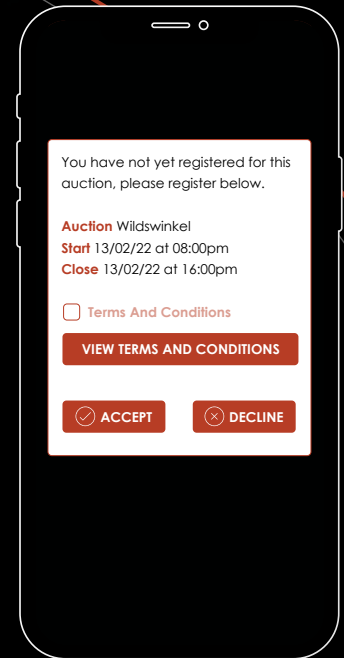 You have not yet registered for this
auction, please register below.
Auction Wildswinkel
Start 13/02/22 at 08:00pm
Close 13/02/22 at 16:00pm
Terms And Conditions
VIEW TERMS AND CONDITIONS
ACCEPT
DECLINE